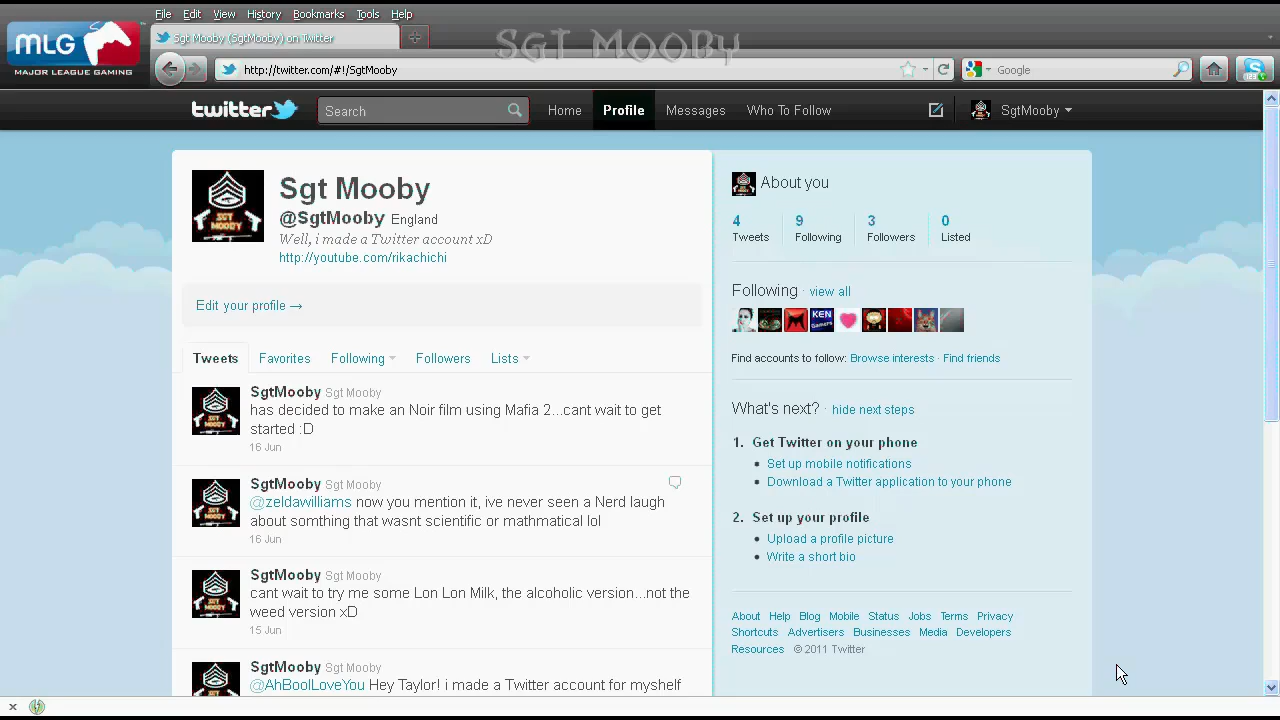 File Edit View History Bookmarks Tools Help
MLG
MAJOR LEAGUE GAMING
Sgt Mooby (SgtMooby) on Twitter
SGT MOOBY
http://twitter.com/#!/SgtMooby
Google
twitter
Search
Home Profile Messages Who To Follow
SgtMooby
Sgt Mooby
@SgtMooby England
Well, i made a Twitter account xD
http://youtube.com/rikachichi
Edit your profile →
Tweets Favorites Following Followers Lists
SgtMooby Sgt Mooby
has decided to make an Noir film using Mafia 2...cant wait to get
started :D
16 Jun
SgtMooby Sgt Mooby
@zeldawilliams now you mention it, ive never seen a Nerd laugh
about somthing that wasnt scientific or mathmatical lol
16 Jun
SgtMooby Sgt Mooby
cant wait to try me some Lon Lon Milk, the alcoholic version...not the
weed version xD
15 Jun
SgtMooby Sgt Mooby
@AhBoolLoveYou Hey Taylor! i made a Twitter account for myshelf
About you
4 9 3 0
Tweets Following Followers Listed
Following · view all
KEN
Gamers
Find accounts to follow: Browse interests · Find friends
What's next? · hide next steps
1. Get Twitter on your phone
• Set up mobile notifications
• Download a Twitter application to your phone
2. Set up your profile
• Upload a profile picture
• Write a short bio
About Help Blog Mobile Status Jobs Terms Privacy
Shortcuts Advertisers Businesses Media Developers
Resources © 2011 Twitter